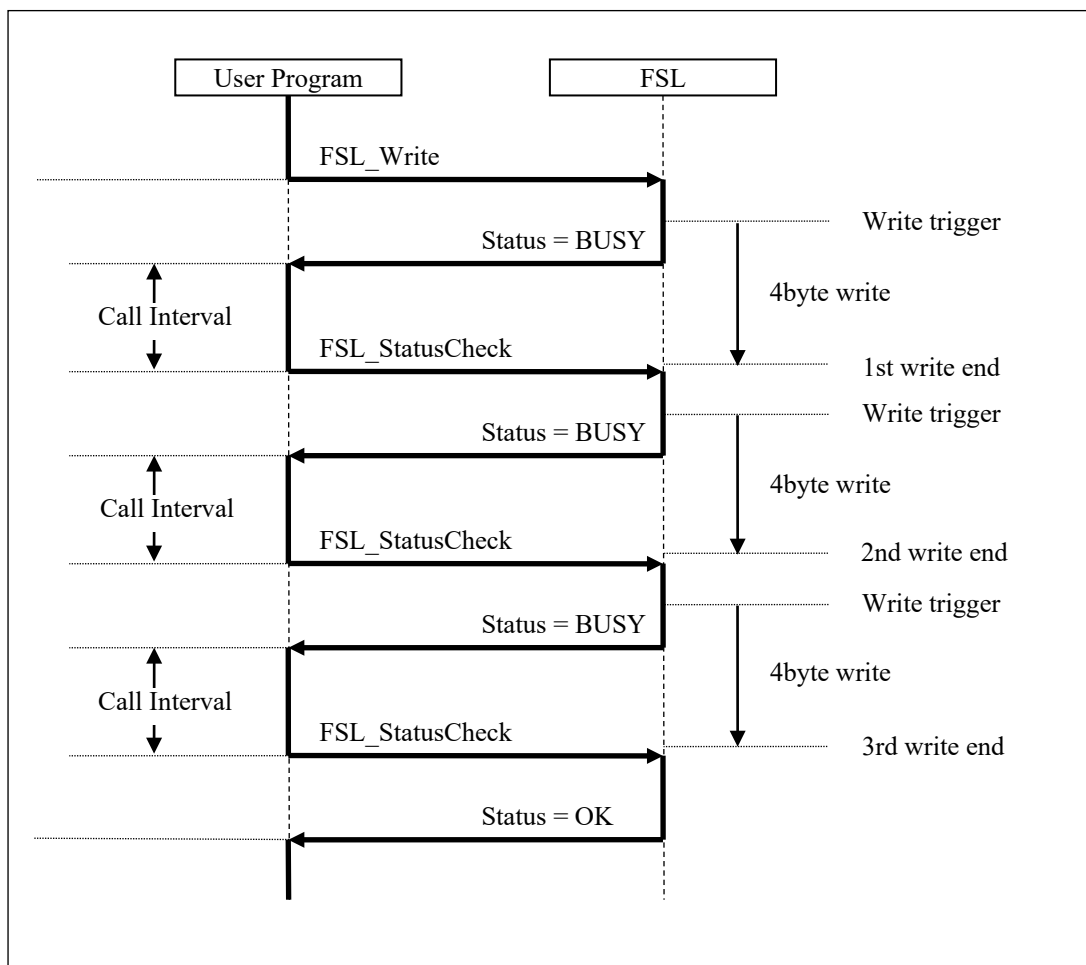 User Program
FSL
FSL_Write
Write trigger
Status = BUSY
4byte write
Call Interval
FSL_StatusCheck
1st write end
Write trigger
Status = BUSY
4byte write
Call Interval
FSL_StatusCheck
2nd write end
Write trigger
Status = BUSY
4byte write
Call Interval
FSL_StatusCheck
3rd write end
Status = OK